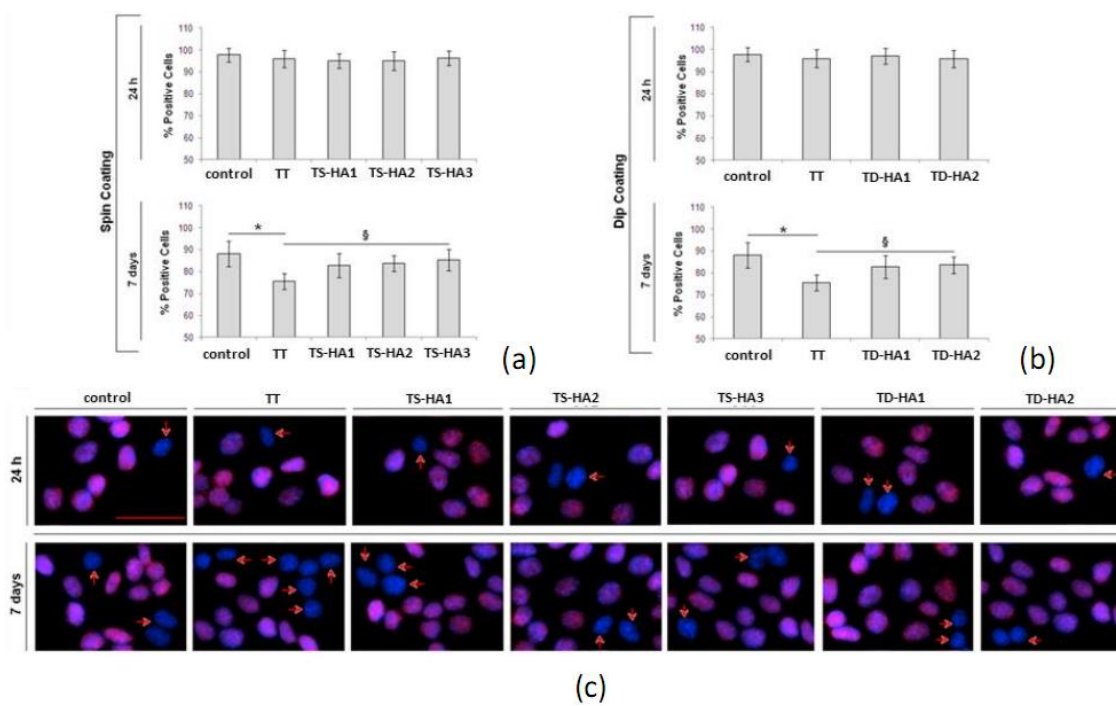 Spin Coating
24 h
% Positive Cells
110
100
90
80
70
60
50
control TT TS-HA1 TS-HA2 TS-HA3
7 days
% Positive Cells
110
100
90
80
70
60
50
*
§
control TT TS-HA1 TS-HA2 TS-HA3
(a)
Dip Coating
24 h
% Positive Cells
110
100
90
80
70
60
50
control TT TD-HA1 TD-HA2
7 days
% Positive Cells
110
100
90
80
70
60
50
*
§
control TT TD-HA1 TD-HA2
(b)
control TT TS-HA1 TS-HA2 TS-HA3 TD-HA1 TD-HA2
24 h
7 days
(c)